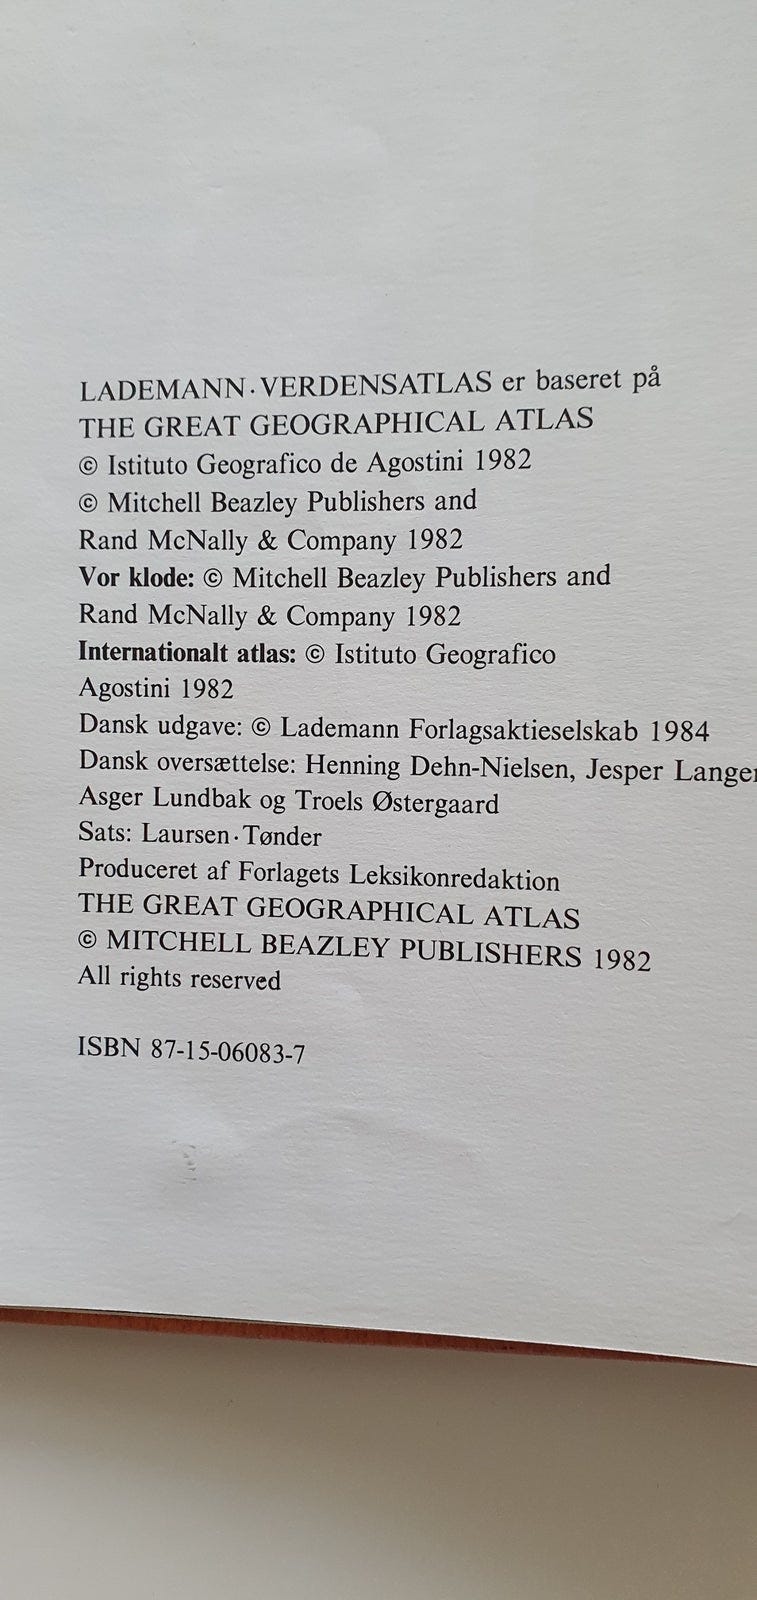 LADEMANN · VERDENSATLAS er baseret på
THE GREAT GEOGRAPHICAL ATLAS
© Istituto Geografico de Agostini 1982
© Mitchell Beazley Publishers and
Rand McNally & Company 1982
Vor klode: © Mitchell Beazley Publishers and
Rand McNally & Company 1982
Internationalt atlas: © Istituto Geografico
Agostini 1982
Dansk udgave: © Lademann Forlagsaktieselskab 1984
Dansk oversættelse: Henning Dehn-Nielsen, Jesper
Asger Lundbak og Troels Østergaard
Sats: Laursen · Tønder
Produceret af Forlagets Leksikonredaktion
THE GREAT GEOGRAPHICAL ATLAS
© MITCHELL BEAZLEY PUBLISHERS 1982
All rights reserved
ISBN 87-15-06083-7